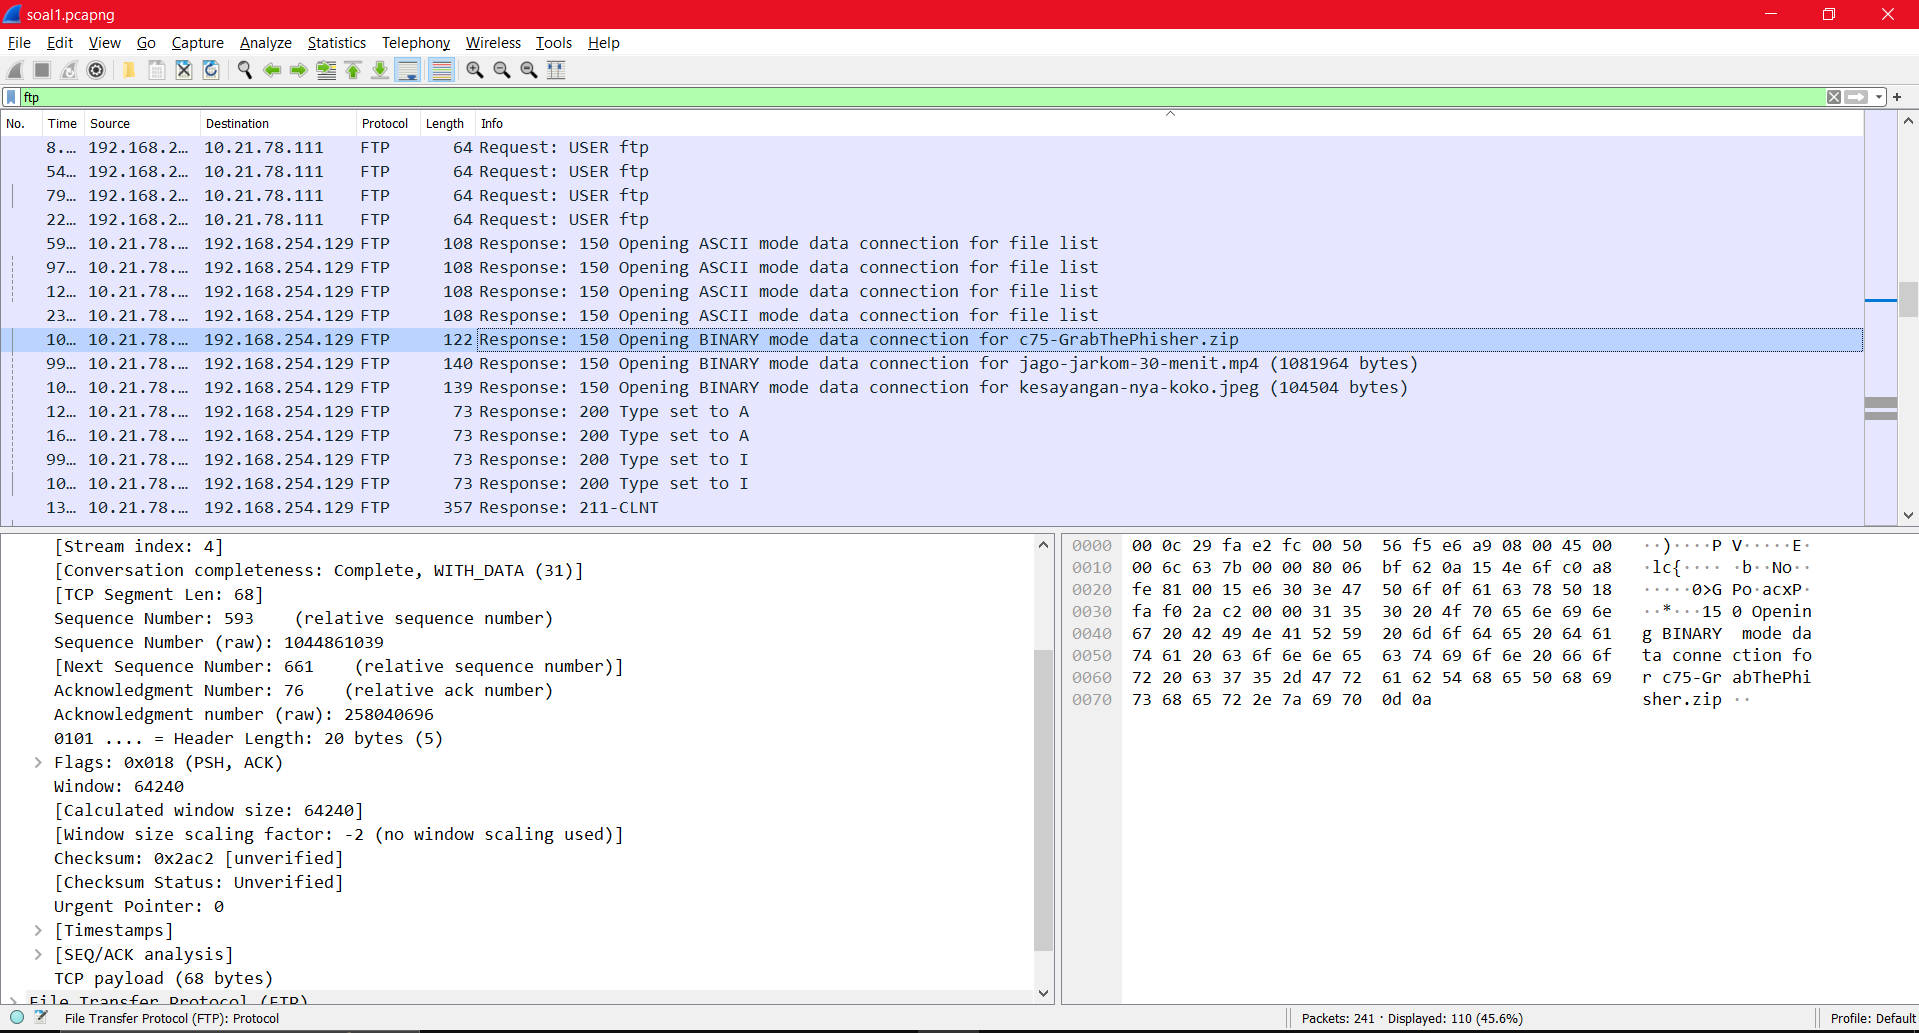 soal1.pcapng
File Edit View Go Capture Analyze Statistics Telephony Wireless Tools Help
ftp
No. Time Source Destination Protocol Length Info
8.… 192.168.2… 10.21.78.111 FTP 64 Request: USER ftp
54… 192.168.2… 10.21.78.111 FTP 64 Request: USER ftp
79… 192.168.2… 10.21.78.111 FTP 64 Request: USER ftp
22… 192.168.2… 10.21.78.111 FTP 64 Request: USER ftp
59… 10.21.78.… 192.168.254.129 FTP 108 Response: 150 Opening ASCII mode data connection for file list
97… 10.21.78.… 192.168.254.129 FTP 108 Response: 150 Opening ASCII mode data connection for file list
12… 10.21.78.… 192.168.254.129 FTP 108 Response: 150 Opening ASCII mode data connection for file list
23… 10.21.78.… 192.168.254.129 FTP 108 Response: 150 Opening ASCII mode data connection for file list
10… 10.21.78.… 192.168.254.129 FTP 122 Response: 150 Opening BINARY mode data connection for c75-GrabThePhisher.zip
99… 10.21.78.… 192.168.254.129 FTP 140 Response: 150 Opening BINARY mode data connection for jago-jarkom-30-menit.mp4 (1081964 bytes)
10… 10.21.78.… 192.168.254.129 FTP 139 Response: 150 Opening BINARY mode data connection for kesayangan-nya-koko.jpeg (104504 bytes)
12… 10.21.78.… 192.168.254.129 FTP 73 Response: 200 Type set to A
16… 10.21.78.… 192.168.254.129 FTP 73 Response: 200 Type set to A
99… 10.21.78.… 192.168.254.129 FTP 73 Response: 200 Type set to I
10… 10.21.78.… 192.168.254.129 FTP 73 Response: 200 Type set to I
13… 10.21.78.… 192.168.254.129 FTP 357 Response: 211-CLNT
[Stream index: 4]
[Conversation completeness: Complete, WITH_DATA (31)]
[TCP Segment Len: 68]
Sequence Number: 593    (relative sequence number)
Sequence Number (raw): 1044861039
[Next Sequence Number: 661    (relative sequence number)]
Acknowledgment Number: 76    (relative ack number)
Acknowledgment number (raw): 258040696
0101 .... = Header Length: 20 bytes (5)
Flags: 0x018 (PSH, ACK)
Window: 64240
[Calculated window size: 64240]
[Window size scaling factor: -2 (no window scaling used)]
Checksum: 0x2ac2 [unverified]
[Checksum Status: Unverified]
Urgent Pointer: 0
[Timestamps]
[SEQ/ACK analysis]
TCP payload (68 bytes)
File Transfer Protocol (FTP)
0000 00 0c 29 fa e2 fc 00 50 56 f5 e6 a9 08 00 45 00 ··)····P V·····E·
0010 00 6c 63 7b 00 00 80 06 bf 62 0a 15 4e 6f c0 a8 ·lc{···· ·b··No··
0020 fe 81 00 15 e6 30 3e 47 50 6f 0f 61 63 78 50 18 ·····0>G Po·acxP·
0030 fa f0 2a c2 00 00 31 35 30 20 4f 70 65 6e 69 6e ··*···15 0 Openin
0040 67 20 42 49 4e 41 52 59 20 6d 6f 64 65 20 64 61 g BINARY  mode da
0050 74 61 20 63 6f 6e 6e 65 63 74 69 6f 6e 20 66 6f ta conne ction fo
0060 72 20 63 37 35 2d 47 72 61 62 54 68 65 50 68 69 r c75-Gr abThePhi
0070 73 68 65 72 2e 7a 69 70 0d 0a sher.zip ··
File Transfer Protocol (FTP): Protocol
Packets: 241 · Displayed: 110 (45.6%)
Profile: Default